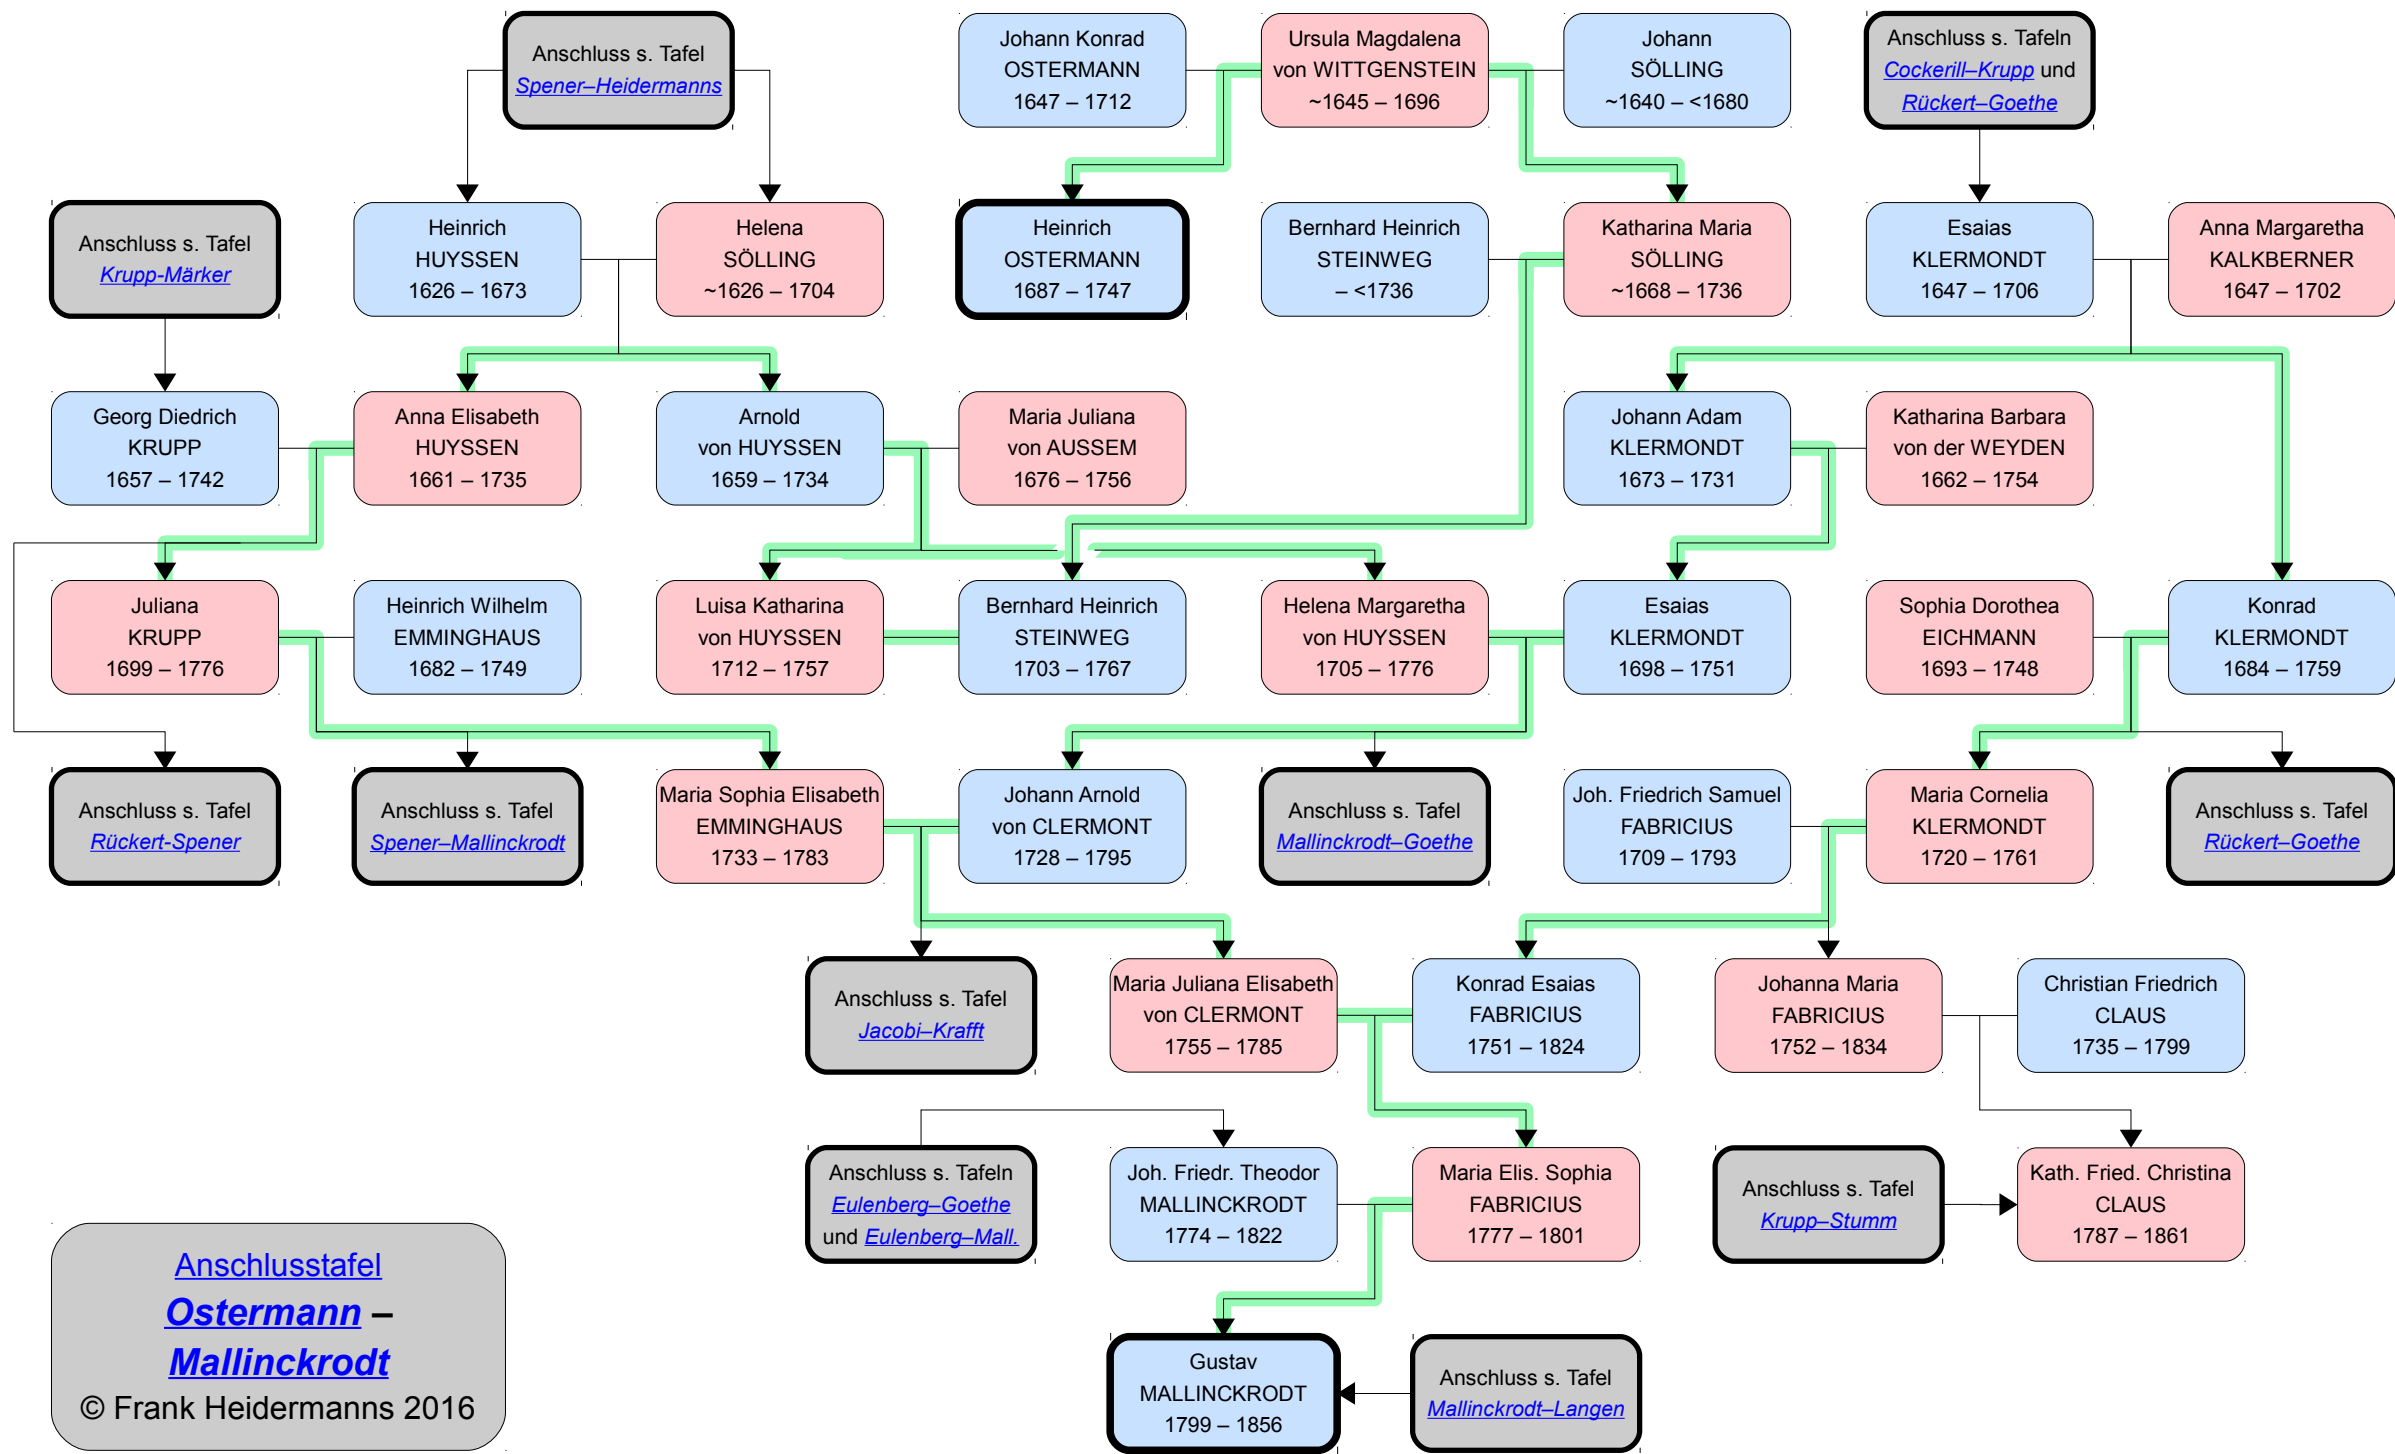 Anschluss s. Tafel
Spener–Heidermanns
Johann Konrad
OSTERMANN
1647 – 1712
Ursula Magdalena
von WITTGENSTEIN
~1645 – 1696
Johann
SÖLLING
~1640 – <1680
Anschluss s. Tafeln
Cockerill–Krupp und
Rückert–Goethe
Anschluss s. Tafel
Krupp-Märker
Heinrich
HUYSSEN
1626 – 1673
Helena
SÖLLING
~1626 – 1704
Heinrich
OSTERMANN
1687 – 1747
Bernhard Heinrich
STEINWEG
– <1736
Katharina Maria
SÖLLING
~1668 – 1736
Esaias
KLERMONDT
1647 – 1706
Anna Margaretha
KALKBERNER
1647 – 1702
Georg Diedrich
KRUPP
1657 – 1742
Anna Elisabeth
HUYSSEN
1661 – 1735
Arnold
von HUYSSEN
1659 – 1734
Maria Juliana
von AUSSEM
1676 – 1756
Johann Adam
KLERMONDT
1673 – 1731
Katharina Barbara
von der WEYDEN
1662 – 1754
Juliana
KRUPP
1699 – 1776
Heinrich Wilhelm
EMMINGHAUS
1682 – 1749
Luisa Katharina
von HUYSSEN
1712 – 1757
Bernhard Heinrich
STEINWEG
1703 – 1767
Helena Margaretha
von HUYSSEN
1705 – 1776
Esaias
KLERMONDT
1698 – 1751
Sophia Dorothea
EICHMANN
1693 – 1748
Konrad
KLERMONDT
1684 – 1759
Anschluss s. Tafel
Rückert-Spener
Anschluss s. Tafel
Spener–Mallinckrodt
Maria Sophia Elisabeth
EMMINGHAUS
1733 – 1783
Johann Arnold
von CLERMONT
1728 – 1795
Anschluss s. Tafel
Mallinckrodt–Goethe
Joh. Friedrich Samuel
FABRICIUS
1709 – 1793
Maria Cornelia
KLERMONDT
1720 – 1761
Anschluss s. Tafel
Rückert–Goethe
Anschluss s. Tafel
Jacobi–Krafft
Maria Juliana Elisabeth
von CLERMONT
1755 – 1785
Konrad Esaias
FABRICIUS
1751 – 1824
Johanna Maria
FABRICIUS
1752 – 1834
Christian Friedrich
CLAUS
1735 – 1799
Anschluss s. Tafeln
Eulenberg–Goethe
und Eulenberg–Mall.
Joh. Friedr. Theodor
MALLINCKRODT
1774 – 1822
Maria Elis. Sophia
FABRICIUS
1777 – 1801
Anschluss s. Tafel
Krupp–Stumm
Kath. Fried. Christina
CLAUS
1787 – 1861
Anschlusstafel
Ostermann –
Mallinckrodt
© Frank Heidermanns 2016
Gustav
MALLINCKRODT
1799 – 1856
Anschluss s. Tafel
Mallinckrodt–Langen